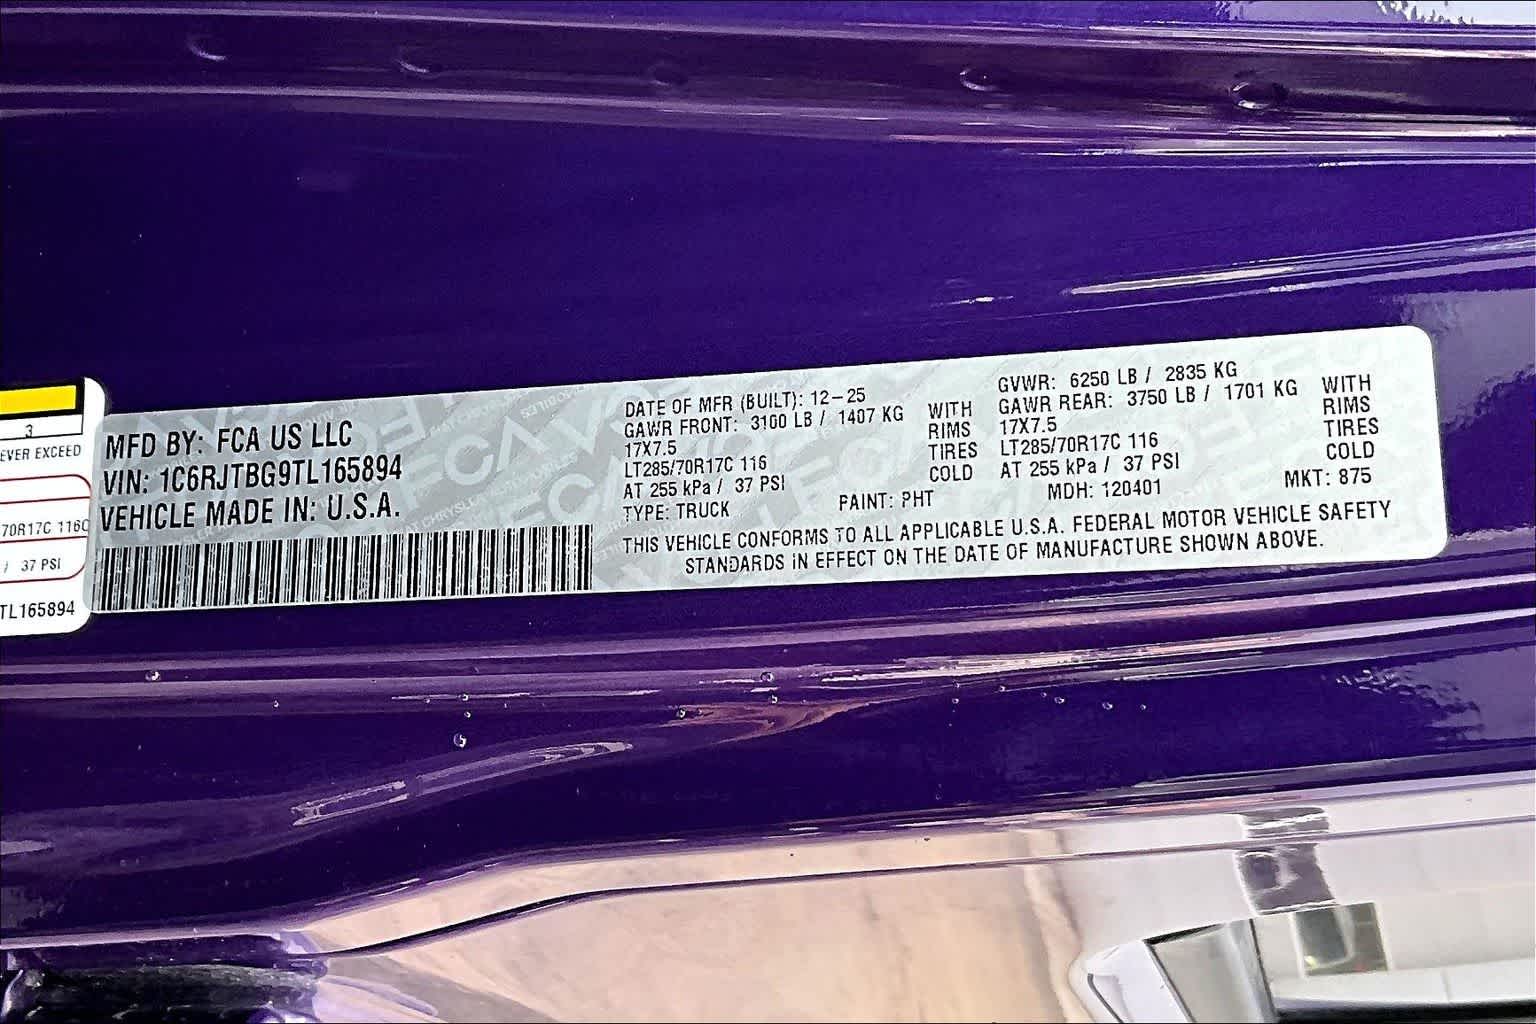 3
EVER EXCEED
70R17C 116C
/ 37 PSI
TL165894
MFD BY: FCA US LLC
VIN: 1C6RJTBG9TL165894
VEHICLE MADE IN: U.S.A.
DATE OF MFR (BUILT): 12-25
GAWR FRONT: 3100 LB / 1407 KG WITH
17X7.5 RIMS
LT285/70R17C 116 TIRES
AT 255 kPa / 37 PSI COLD
TYPE: TRUCK PAINT: PHT
GVWR: 6250 LB / 2835 KG
GAWR REAR: 3750 LB / 1701 KG WITH
17X7.5 RIMS
LT285/70R17C 116 TIRES
AT 255 kPa / 37 PSI COLD
MDH: 120401 MKT: 875
THIS VEHICLE CONFORMS TO ALL APPLICABLE U.S.A. FEDERAL MOTOR VEHICLE SAFETY
STANDARDS IN EFFECT ON THE DATE OF MANUFACTURE SHOWN ABOVE.